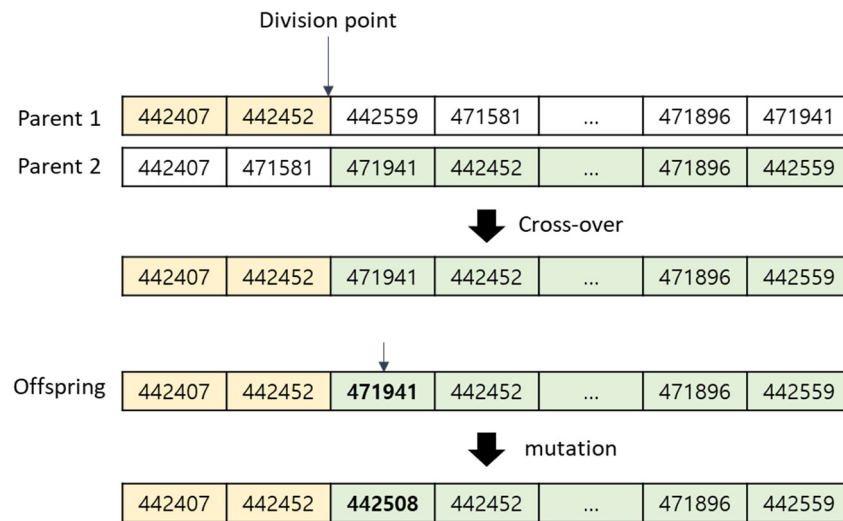 Division point
Parent 1 442407 442452 442559 471581 ... 471896 471941
Parent 2 442407 471581 471941 442452 ... 471896 442559
Cross-over
442407 442452 471941 442452 ... 471896 442559
Offspring 442407 442452 471941 442452 ... 471896 442559
mutation
442407 442452 442508 442452 ... 471896 442559